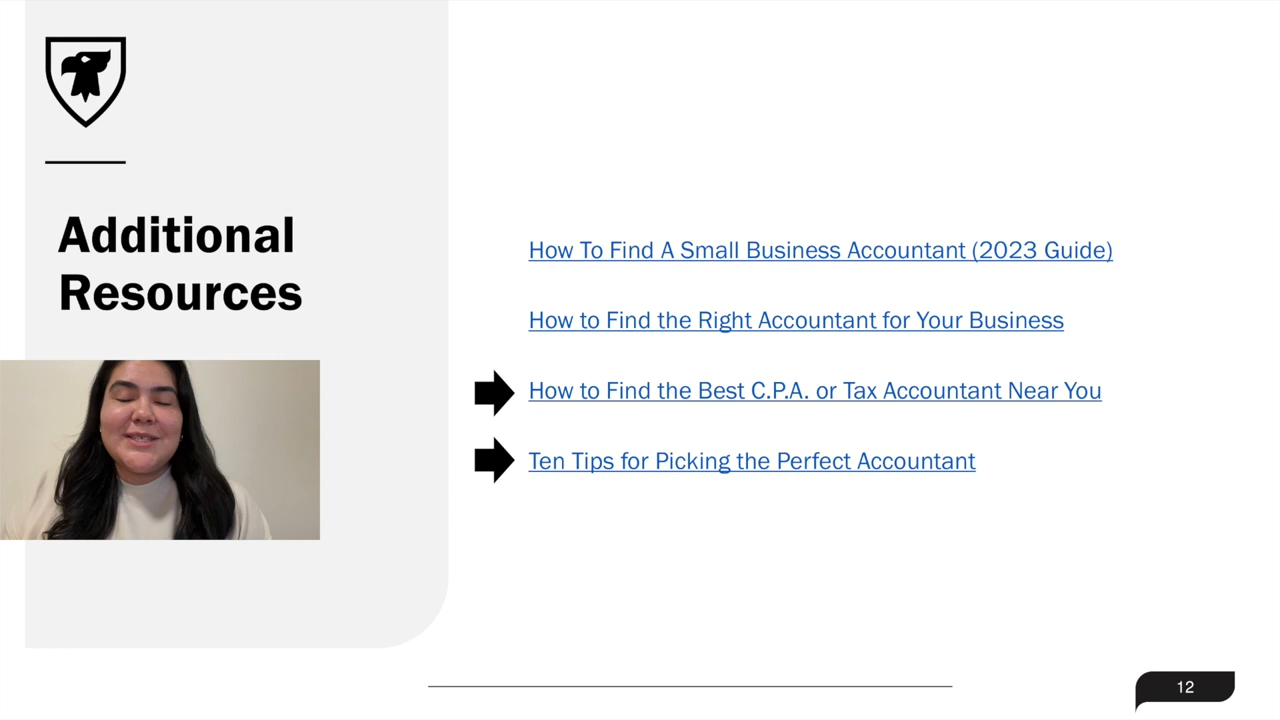 Additional
Resources
How To Find A Small Business Accountant (2023 Guide)
How to Find the Right Accountant for Your Business
How to Find the Best C.P.A. or Tax Accountant Near You
Ten Tips for Picking the Perfect Accountant
12